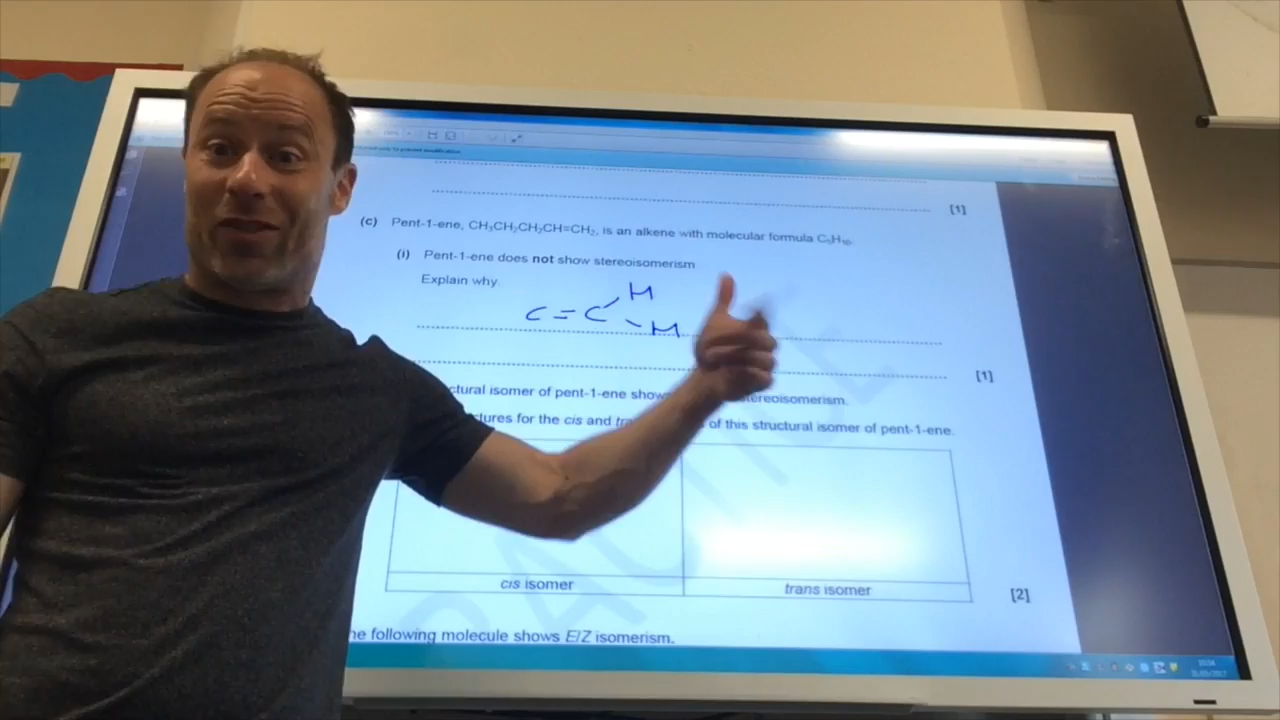 [1]
(c) Pent-1-ene, CH₃CH₂CH₂CH=CH₂, is an alkene with molecular formula C₅H₁₀.
(i) Pent-1-ene does not show stereoisomerism
Explain why.
H
C=C
H
[1]
ctural isomer of pent-1-ene show tereoisomerism.
tures for the cis and tra of this structural isomer of pent-1-ene.
cis isomer trans isomer
[2]
he following molecule shows E/Z isomerism.